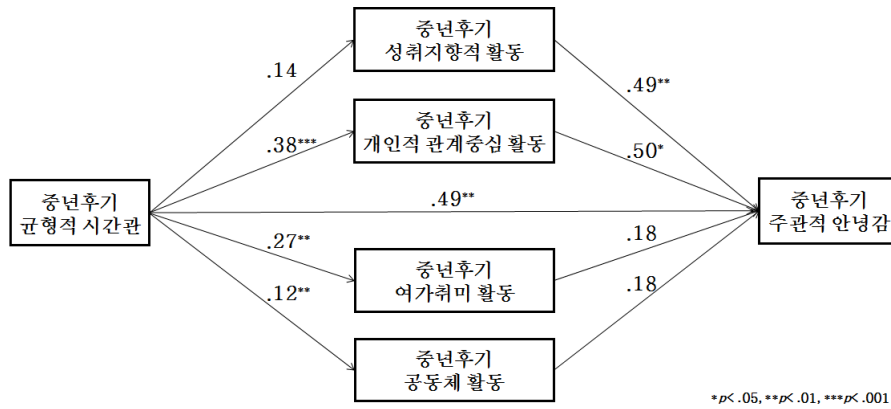 중년후기
성취지향적 활동
.14
.49**
중년후기
개인적 관계중심 활동
.38***
.50*
중년후기
균형적 시간관
.49**
중년후기
주관적 안녕감
.27**
.18
중년후기
여가취미 활동
.12**
.18
중년후기
공동체 활동
*p< .05, **p< .01, ***p< .001